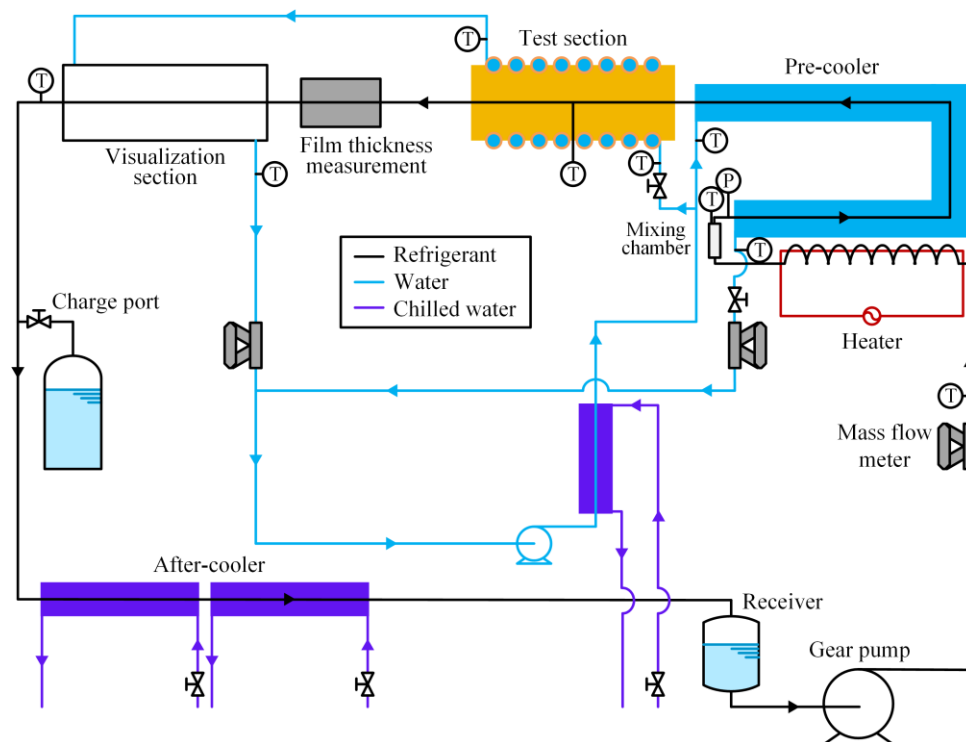 Test section
T
Pre-cooler
T
Film thickness
measurement
Visualization
section
T
T
T
T
T
P
Mixing
chamber
T
Refrigerant
Water
Chilled water
Charge port
Heater
T
Mass flow
meter
After-cooler
Receiver
Gear pump